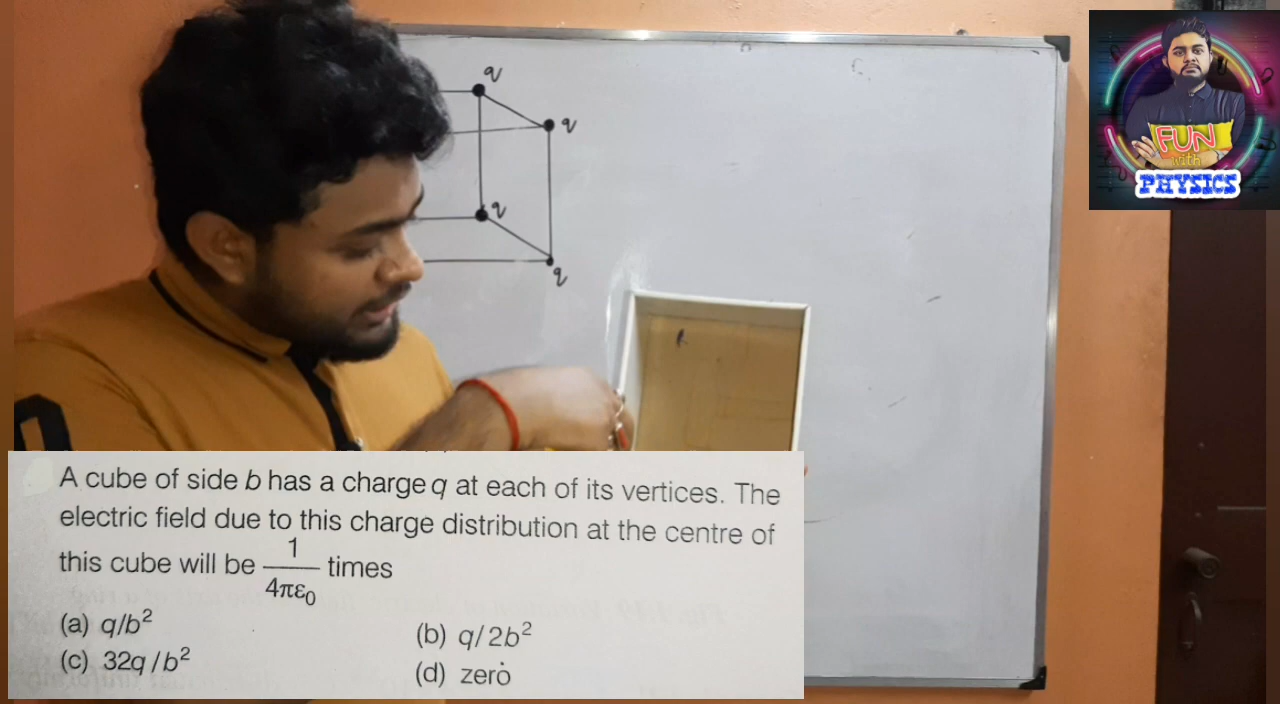 q
q
q
q
FUN
with
PHYSICS
A cube of side b has a charge q at each of its vertices. The
electric field due to this charge distribution at the centre of
this cube will be 1/4πε₀ times
(a) q/b²
(b) q/2b²
(c) 32q/b²
(d) zero